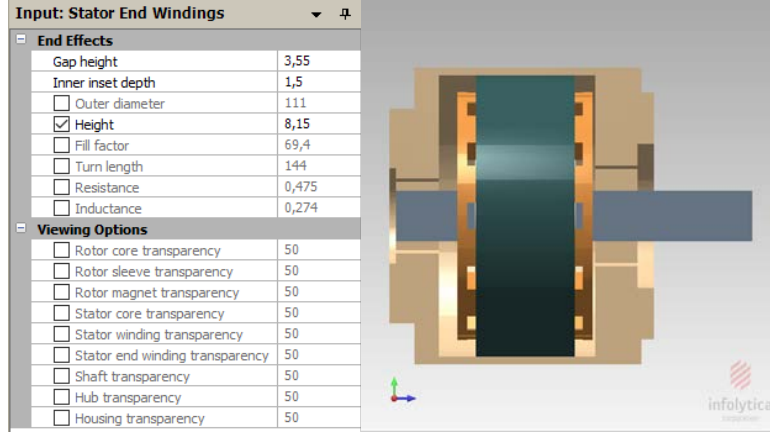 Input: Stator End Windings
End Effects
Gap height 3,55
Inner inset depth 1,5
Outer diameter 111
Height 8,15
Fill factor 69,4
Turn length 144
Resistance 0,475
Inductance 0,274
Viewing Options
Rotor core transparency 50
Rotor sleeve transparency 50
Rotor magnet transparency 50
Stator core transparency 50
Stator winding transparency 50
Stator end winding transparency 50
Shaft transparency 50
Hub transparency 50
Housing transparency 50
infolytica